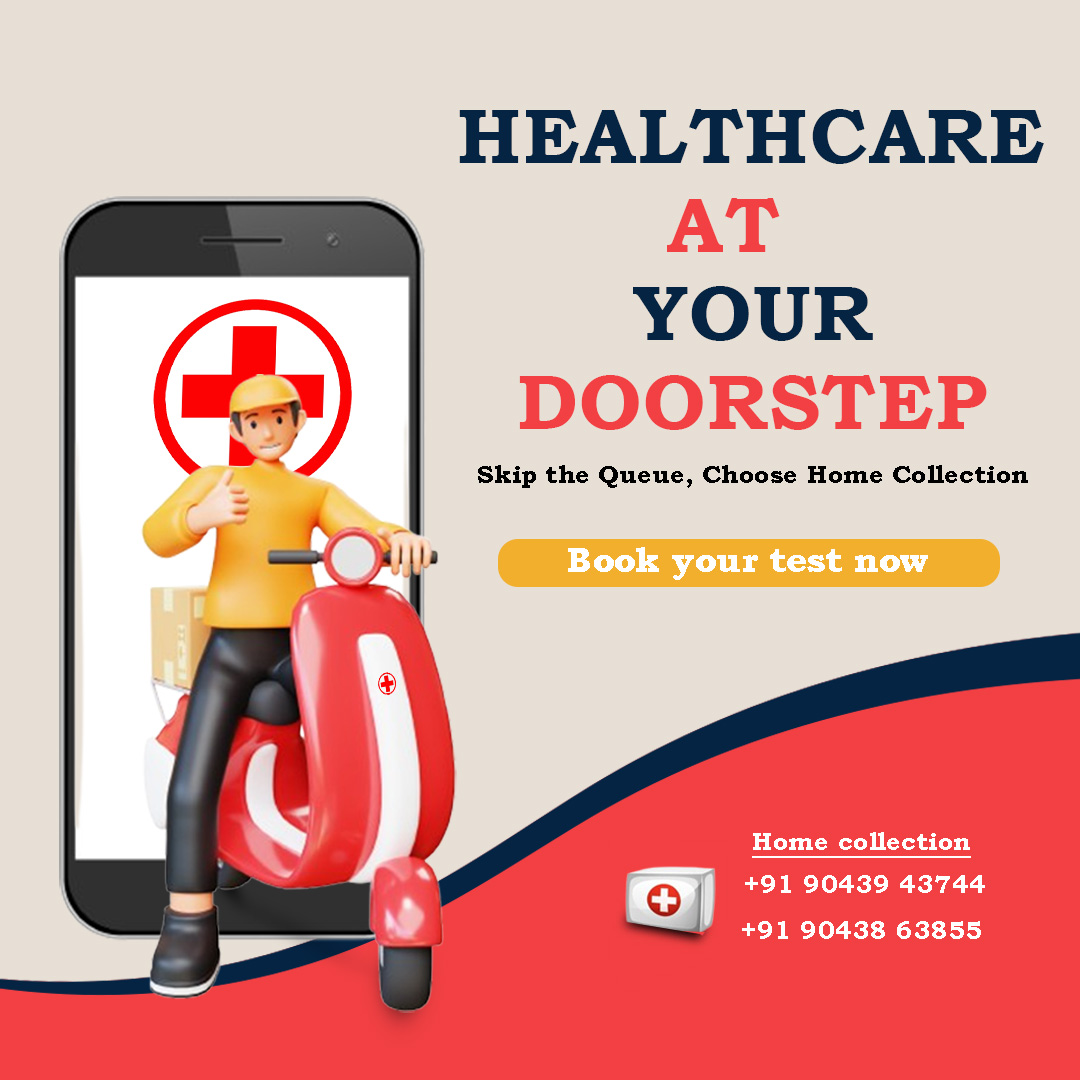 HEALTHCARE
AT
YOUR
DOORSTEP
Skip the Queue, Choose Home Collection
Book your test now
Home collection
+91 90439 43744
+91 90438 63855